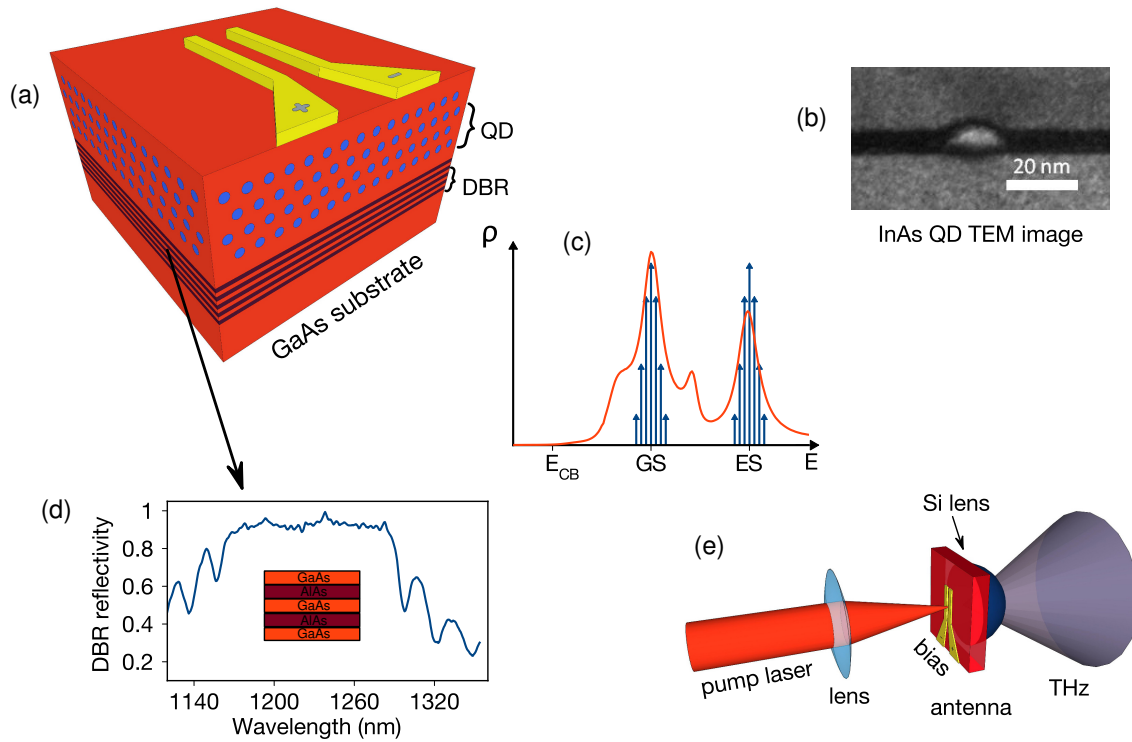 (a)
+
-
QD
DBR
GaAs substrate
(b)
20 nm
InAs QD TEM image
(c)
ρ
E_CB
GS
ES
E
(d)
DBR reflectivity
1
0.8
0.6
0.4
0.2
GaAs
AlAs
GaAs
AlAs
GaAs
1140
1200
1260
1320
Wavelength (nm)
(e)
Si lens
pump laser
lens
bias
antenna
THz